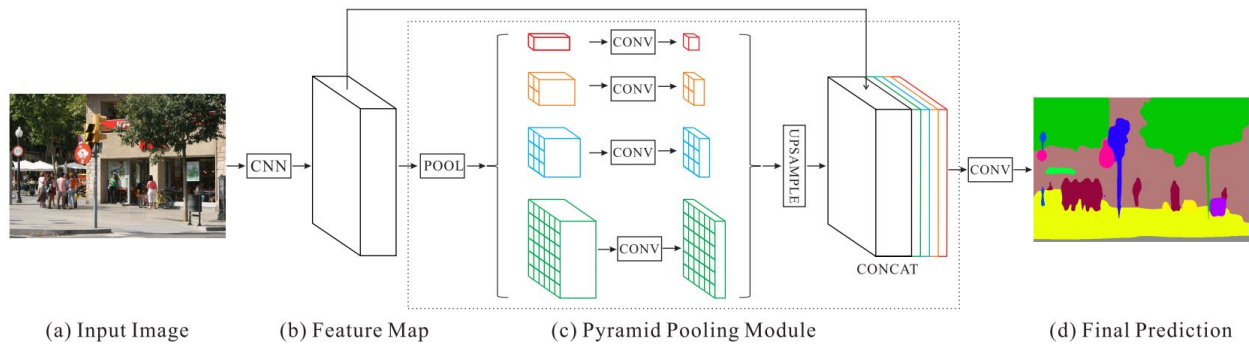 CNN
POOL
CONV
CONV
CONV
CONV
UPSAMPLE
CONCAT
CONV
(a) Input Image
(b) Feature Map
(c) Pyramid Pooling Module
(d) Final Prediction